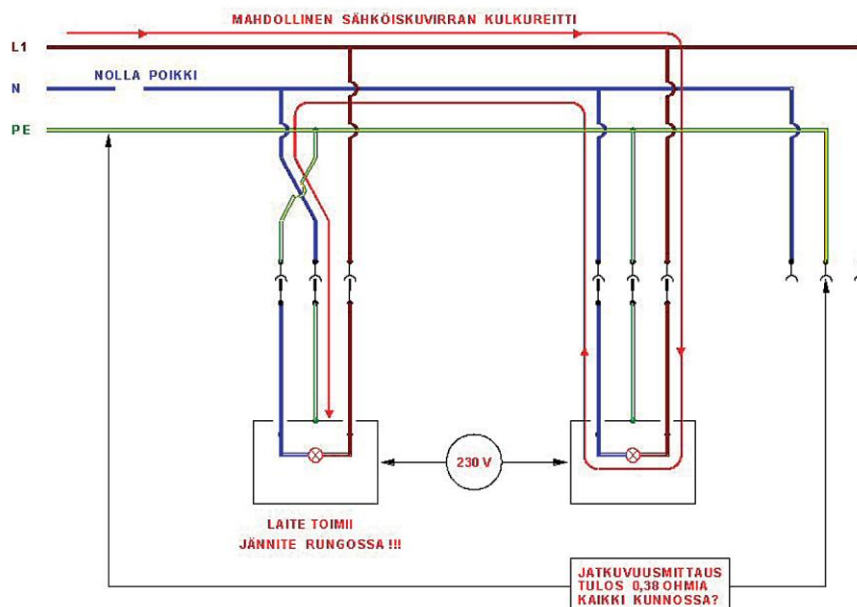 MAHDOLLINEN SÄHKÖISKUVIRRAN KULKUREITTI
L1
NOLLA POIKKI
N
PE
230 V
LAITE TOIMII
JÄNNITE RUNGOSSA !!!
JATKUVUUSMITTAUS
TULOS 0,38 OHMIA
KAIKKI KUNNOSSA?